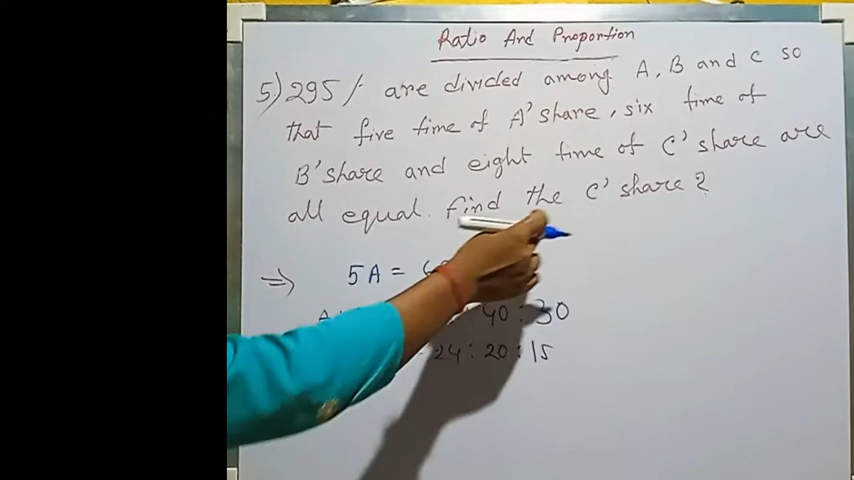 Ratio And Proportion
5) 295/- are divided among A, B and C so
that five time of A' share, six time of
B' share and eight time of C' share are
all equal. find the C' share?
⇒ 5A = 6
40 : 30
24 : 20 : 15